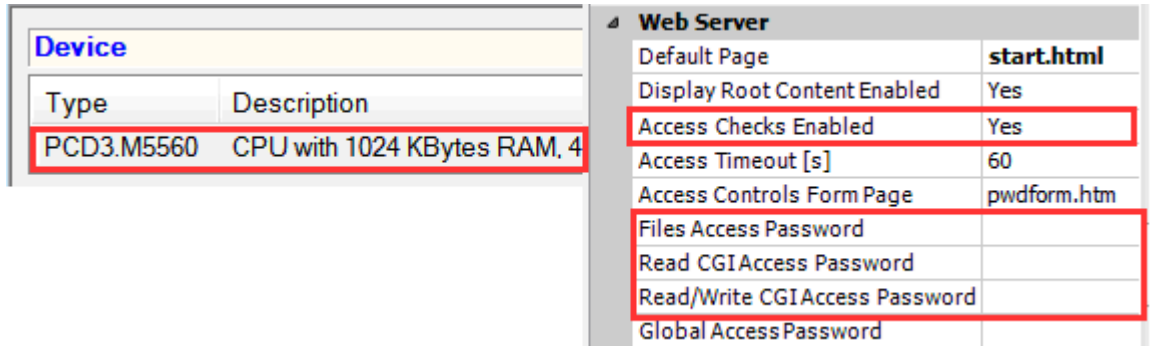 Device
Type Description
PCD3.M5560 CPU with 1024 KBytes RAM, 4
Web Server
Default Page start.html
Display Root Content Enabled Yes
Access Checks Enabled Yes
Access Timeout [s] 60
Access Controls Form Page pwdform.htm
Files Access Password
Read CGI Access Password
Read/Write CGI Access Password
Global Access Password